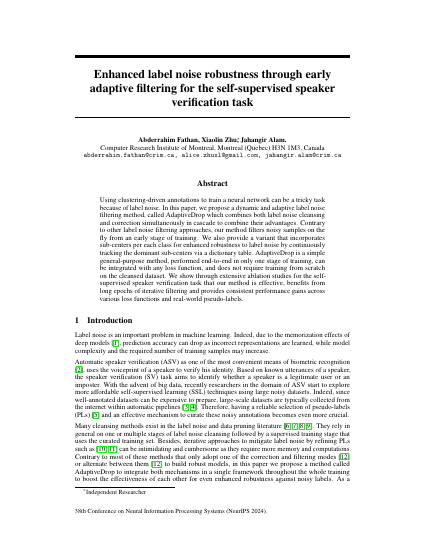 Enhanced label noise robustness through early
adaptive filtering for the self-supervised speaker
verification task
Abderrahim Fathan, Xiaolin Zhu,* Jahangir Alam.
Computer Research Institute of Montreal, Montreal (Quebec) H3N 1M3, Canada
abderrahim.fathan@crim.ca, alice.zhuxl@gmail.com, jahangir.alam@crim.ca
Abstract
Using clustering-driven annotations to train a neural network can be a tricky task
because of label noise. In this paper, we propose a dynamic and adaptive label noise
filtering method, called AdaptiveDrop which combines both label noise cleansing
and correction simultaneously in cascade to combine their advantages. Contrary
to other label noise filtering approaches, our method filters noisy samples on the
fly from an early stage of training. We also provide a variant that incorporates
sub-centers per each class for enhanced robustness to label noise by continuously
tracking the dominant sub-centers via a dictionary table. AdaptiveDrop is a simple
general-purpose method, performed end-to-end in only one stage of training, can
be integrated with any loss function, and does not require training from scratch
on the cleansed dataset. We show through extensive ablation studies for the self-
supervised speaker verification task that our method is effective, benefits from
long epochs of iterative filtering and provides consistent performance gains across
various loss functions and real-world pseudo-labels.
1 Introduction
Label noise is an important problem in machine learning. Indeed, due to the memorization effects of
deep models [1], prediction accuracy can drop as incorrect representations are learned, while model
complexity and the required number of training samples may increase.
Automatic speaker verification (ASV) as one of the most convenient means of biometric recognition
[2], uses the voiceprint of a speaker to verify his identity. Based on known utterances of a speaker,
the speaker verification (SV) task aims to identify whether a speaker is a legitimate user or an
imposter. With the advent of big data, recently researchers in the domain of ASV start to explore
more affordable self-supervised learning (SSL) techniques using large noisy datasets. Indeed, since
well-annotated datasets can be expensive to prepare, large-scale datasets are typically collected from
the internet within automatic pipelines [3, 4]. Therefore, having a reliable selection of pseudo-labels
(PLs) [5] and an effective mechanism to curate these noisy annotations becomes even more crucial.
Many cleansing methods exist in the label noise and data pruning literature [6, 7, 8, 9]. They rely in
general on one or multiple stages of label noise cleansing followed by a supervised training stage that
uses the curated training set. Besides, iterative approaches to mitigate label noise by refining PLs
such as [10, 11] can be intimidating and cumbersome as they require more memory and computations.
Contrary to most of these methods that only adopt one of the correction and filtering modes [12]
or alternate between them [12] to build robust models, in this paper we propose a method called
AdaptiveDrop to integrate both mechanisms in a single framework throughout the whole training
to boost the effectiveness of each other for even enhanced robustness against noisy labels. As a
*Independent Researcher
38th Conference on Neural Information Processing Systems (NeurIPS 2024).